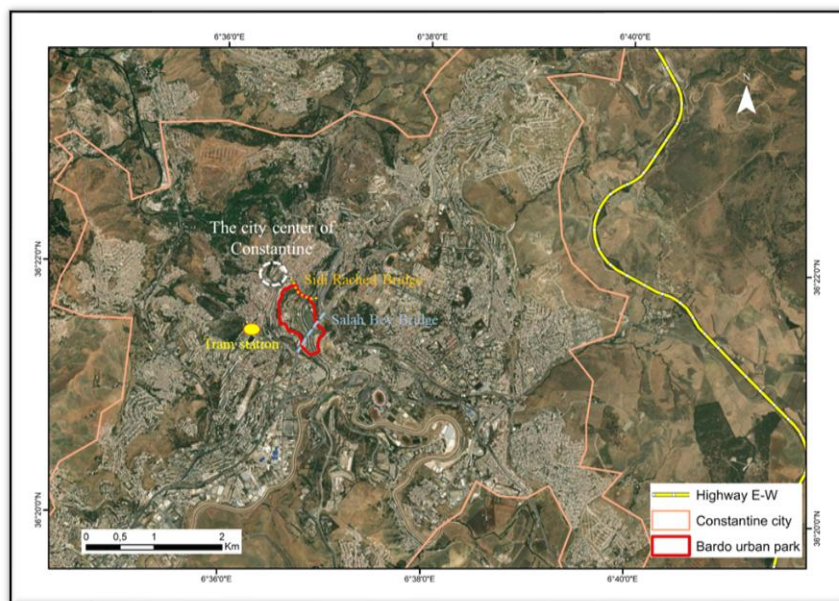 6°36'0"E 6°38'0"E 6°40'0"E
N
The city center of
Constantine
36°22'0"N
36°22'0"N
Sidi Rached Bridge
Salah Bey Bridge
Tram station
36°20'0"N
36°20'0"N
Highway E-W
Constantine city
Bardo urban park
0 0,5 1 2
Km
6°36'0"E 6°38'0"E 6°40'0"E